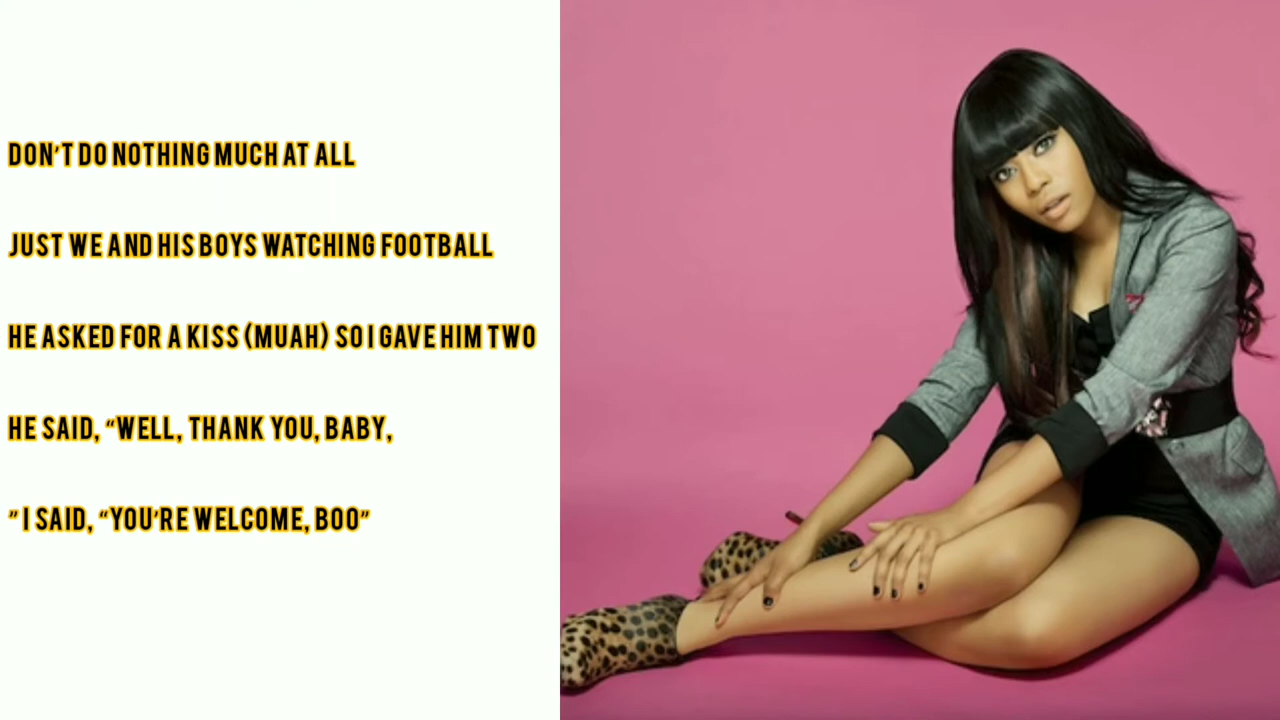 DON'T DO NOTHING MUCH AT ALL
JUST WE AND HIS BOYS WATCHING FOOTBALL
HE ASKED FOR A KISS (MUAH) SO I GAVE HIM TWO
HE SAID, "WELL, THANK YOU, BABY,
" I SAID, "YOU'RE WELCOME, BOO"